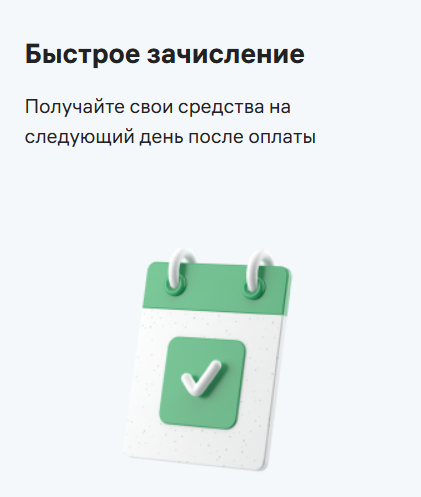 Быстрое зачисление
Получайте свои средства на
следующий день после оплаты